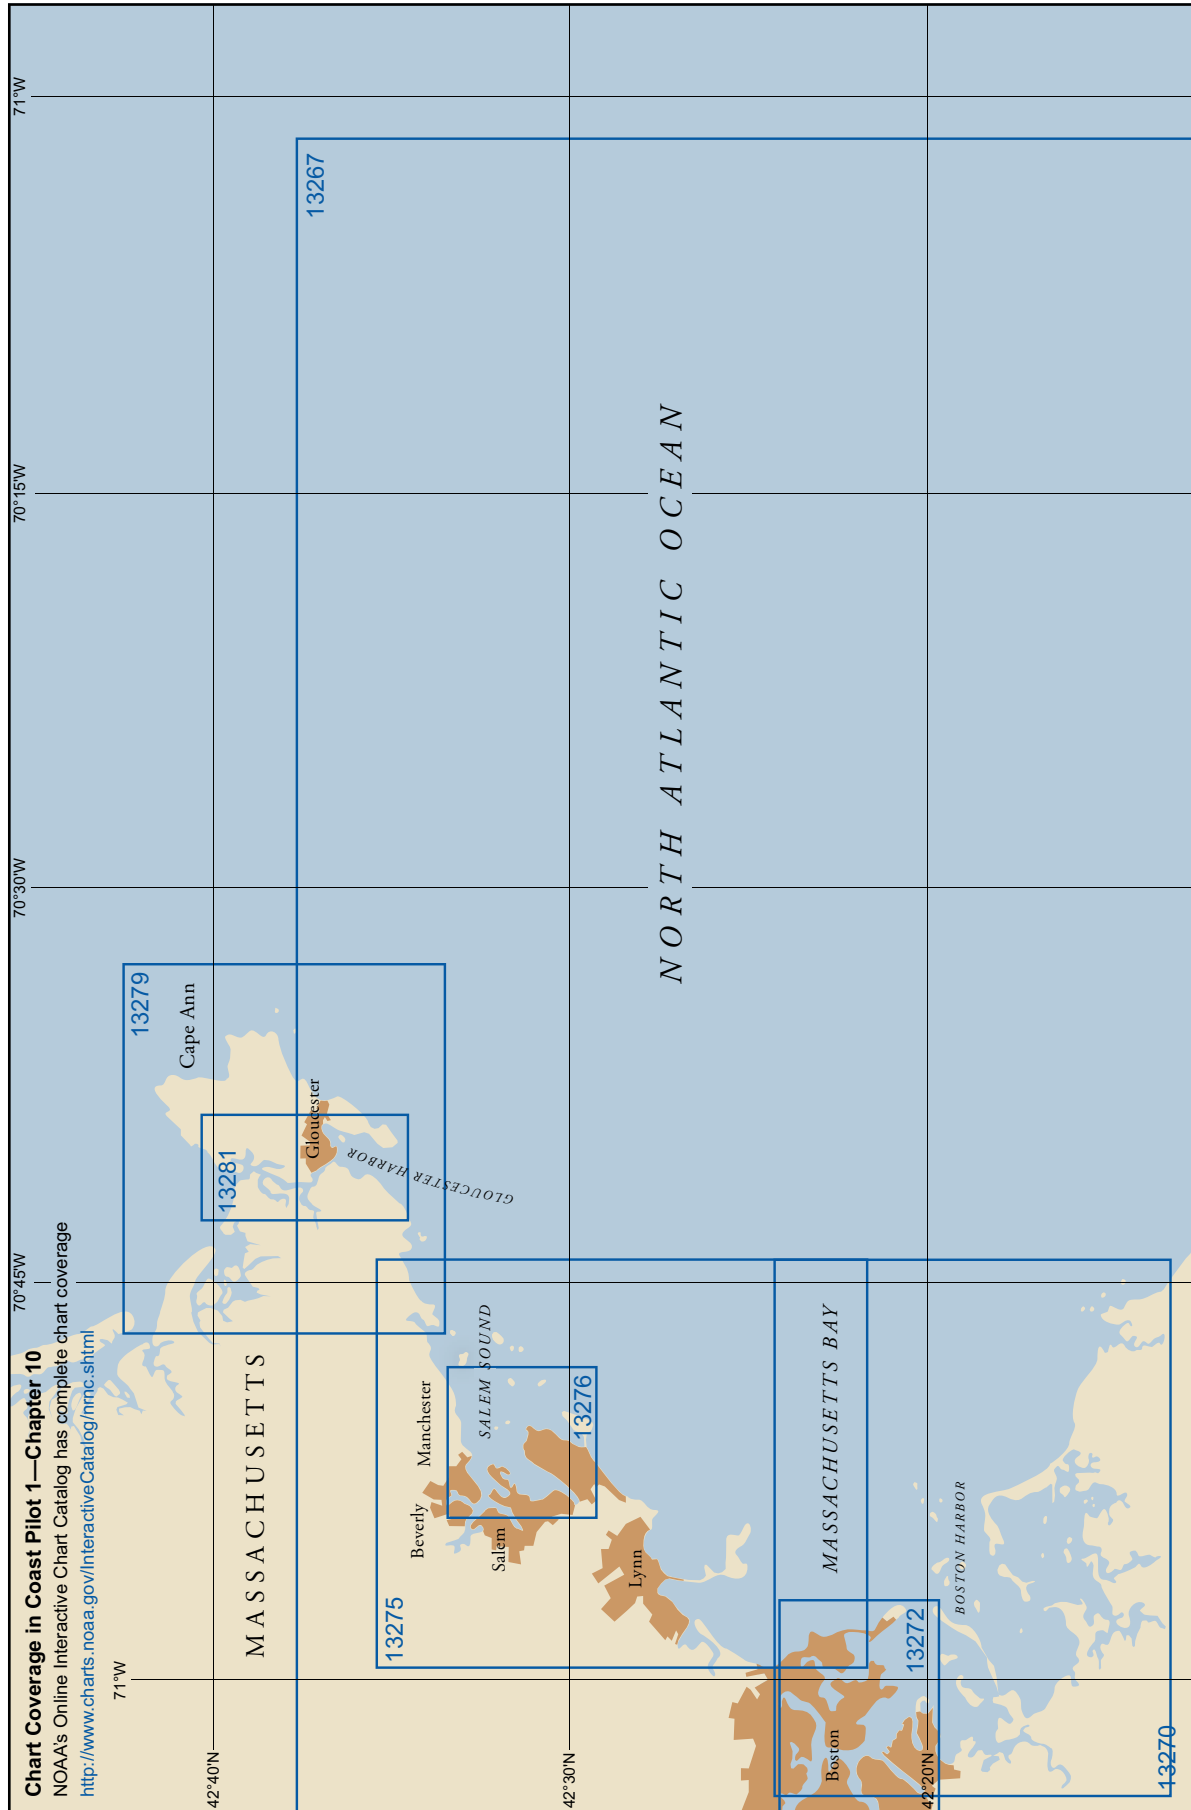 Chart Coverage in Coast Pilot 1—Chapter 10
NOAA's Online Interactive Chart Catalog has complete chart coverage
http://www.charts.noaa.gov/InteractiveCatalog/nrnc.shtml
71°W
70°45'W
70°30'W
70°15'W
71°W
42°40'N
42°30'N
42°20'N
13279
Cape Ann
13281
Gloucester
GLOUCESTER HARBOR
13267
MASSACHUSETTS
13275
Manchester
Beverly
SALEM SOUND
Salem
13276
Lynn
NORTH ATLANTIC OCEAN
MASSACHUSETTS BAY
Boston
13272
BOSTON HARBOR
13270